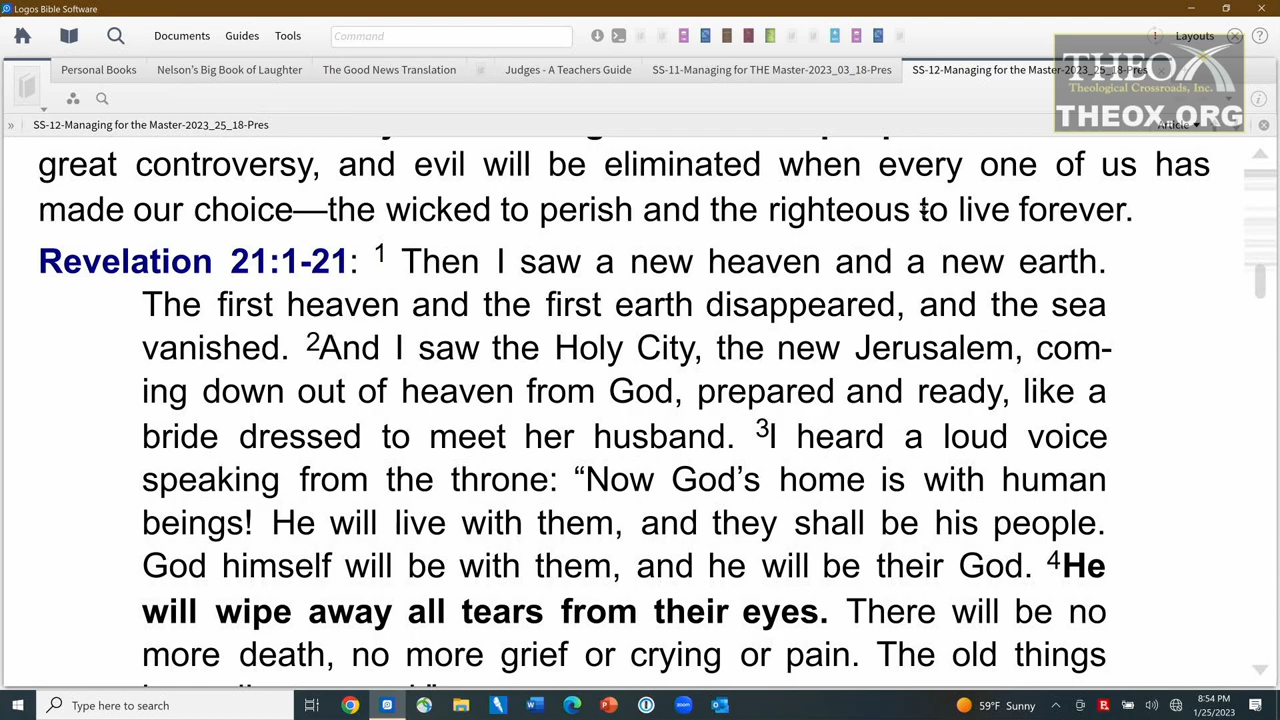 Logos Bible Software
Documents Guides Tools Command Layouts
THEOX
Theological Crossroads, Inc.
THEOX.ORG
Personal Books Nelson's Big Book of Luaghter Judges - A Teachers Guide SS-11-Managing for THE Master2023_03_18-pres SS-12-Managing for the Master-2023_25_18-Pres
SS-12-Managing for the Master-2023_25_18-Pres Article
great controversy, and evil will be eliminated when every one of us has
made our choice—the wicked to perish and the righteous to live forever.
Revelation 21:1-21: 1 Then I saw a new heaven and a new earth.
The first heaven and the first earth disappeared, and the sea
vanished. 2And I saw the Holy City, the new Jerusalem, com-
ing down out of heaven from God, prepared and ready, like a
bride dressed to meet her husband. 3I heard a loud voice
speaking from the throne: “Now God’s home is with human
beings! He will live with them, and they shall be his people.
God himself will be with them, and he will be their God. 4He
will wipe away all tears from their eyes. There will be no
more death, no more grief or crying or pain. The old things
Type here to search 59°F Sunny 8:54 PM
1/25/2023